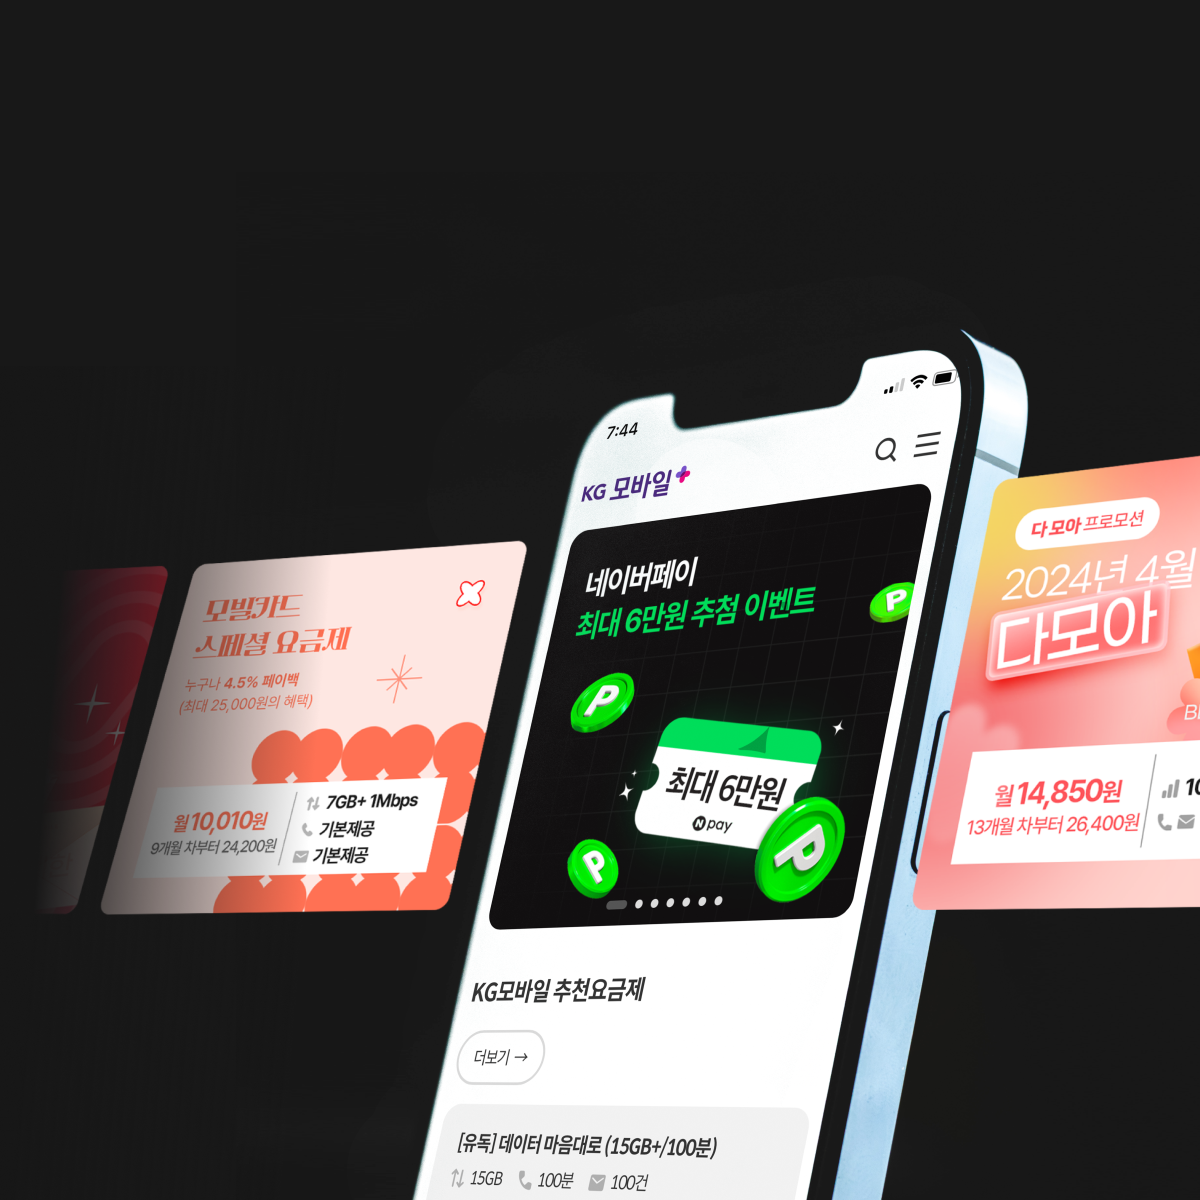 7:44
KG 모바일
네이버페이
최대 6만원 추첨 이벤트
P
P
최대 6만원
N pay
P
P
KG모바일 추천요금제
더보기 →
[유독] 데이터 마음대로 (15GB+/100분)
15GB 100분 100건
모빌카드
스페셜 요금제
누구나 4.5% 페이백
(최대 25,000원의 혜택)
월 10,010원
9개월 차부터 24,200원
7GB+ 1Mbps
기본제공
기본제공
다모아 프로모션
2024년 4월
다모아
월 14,850원
13개월 차부터 26,400원